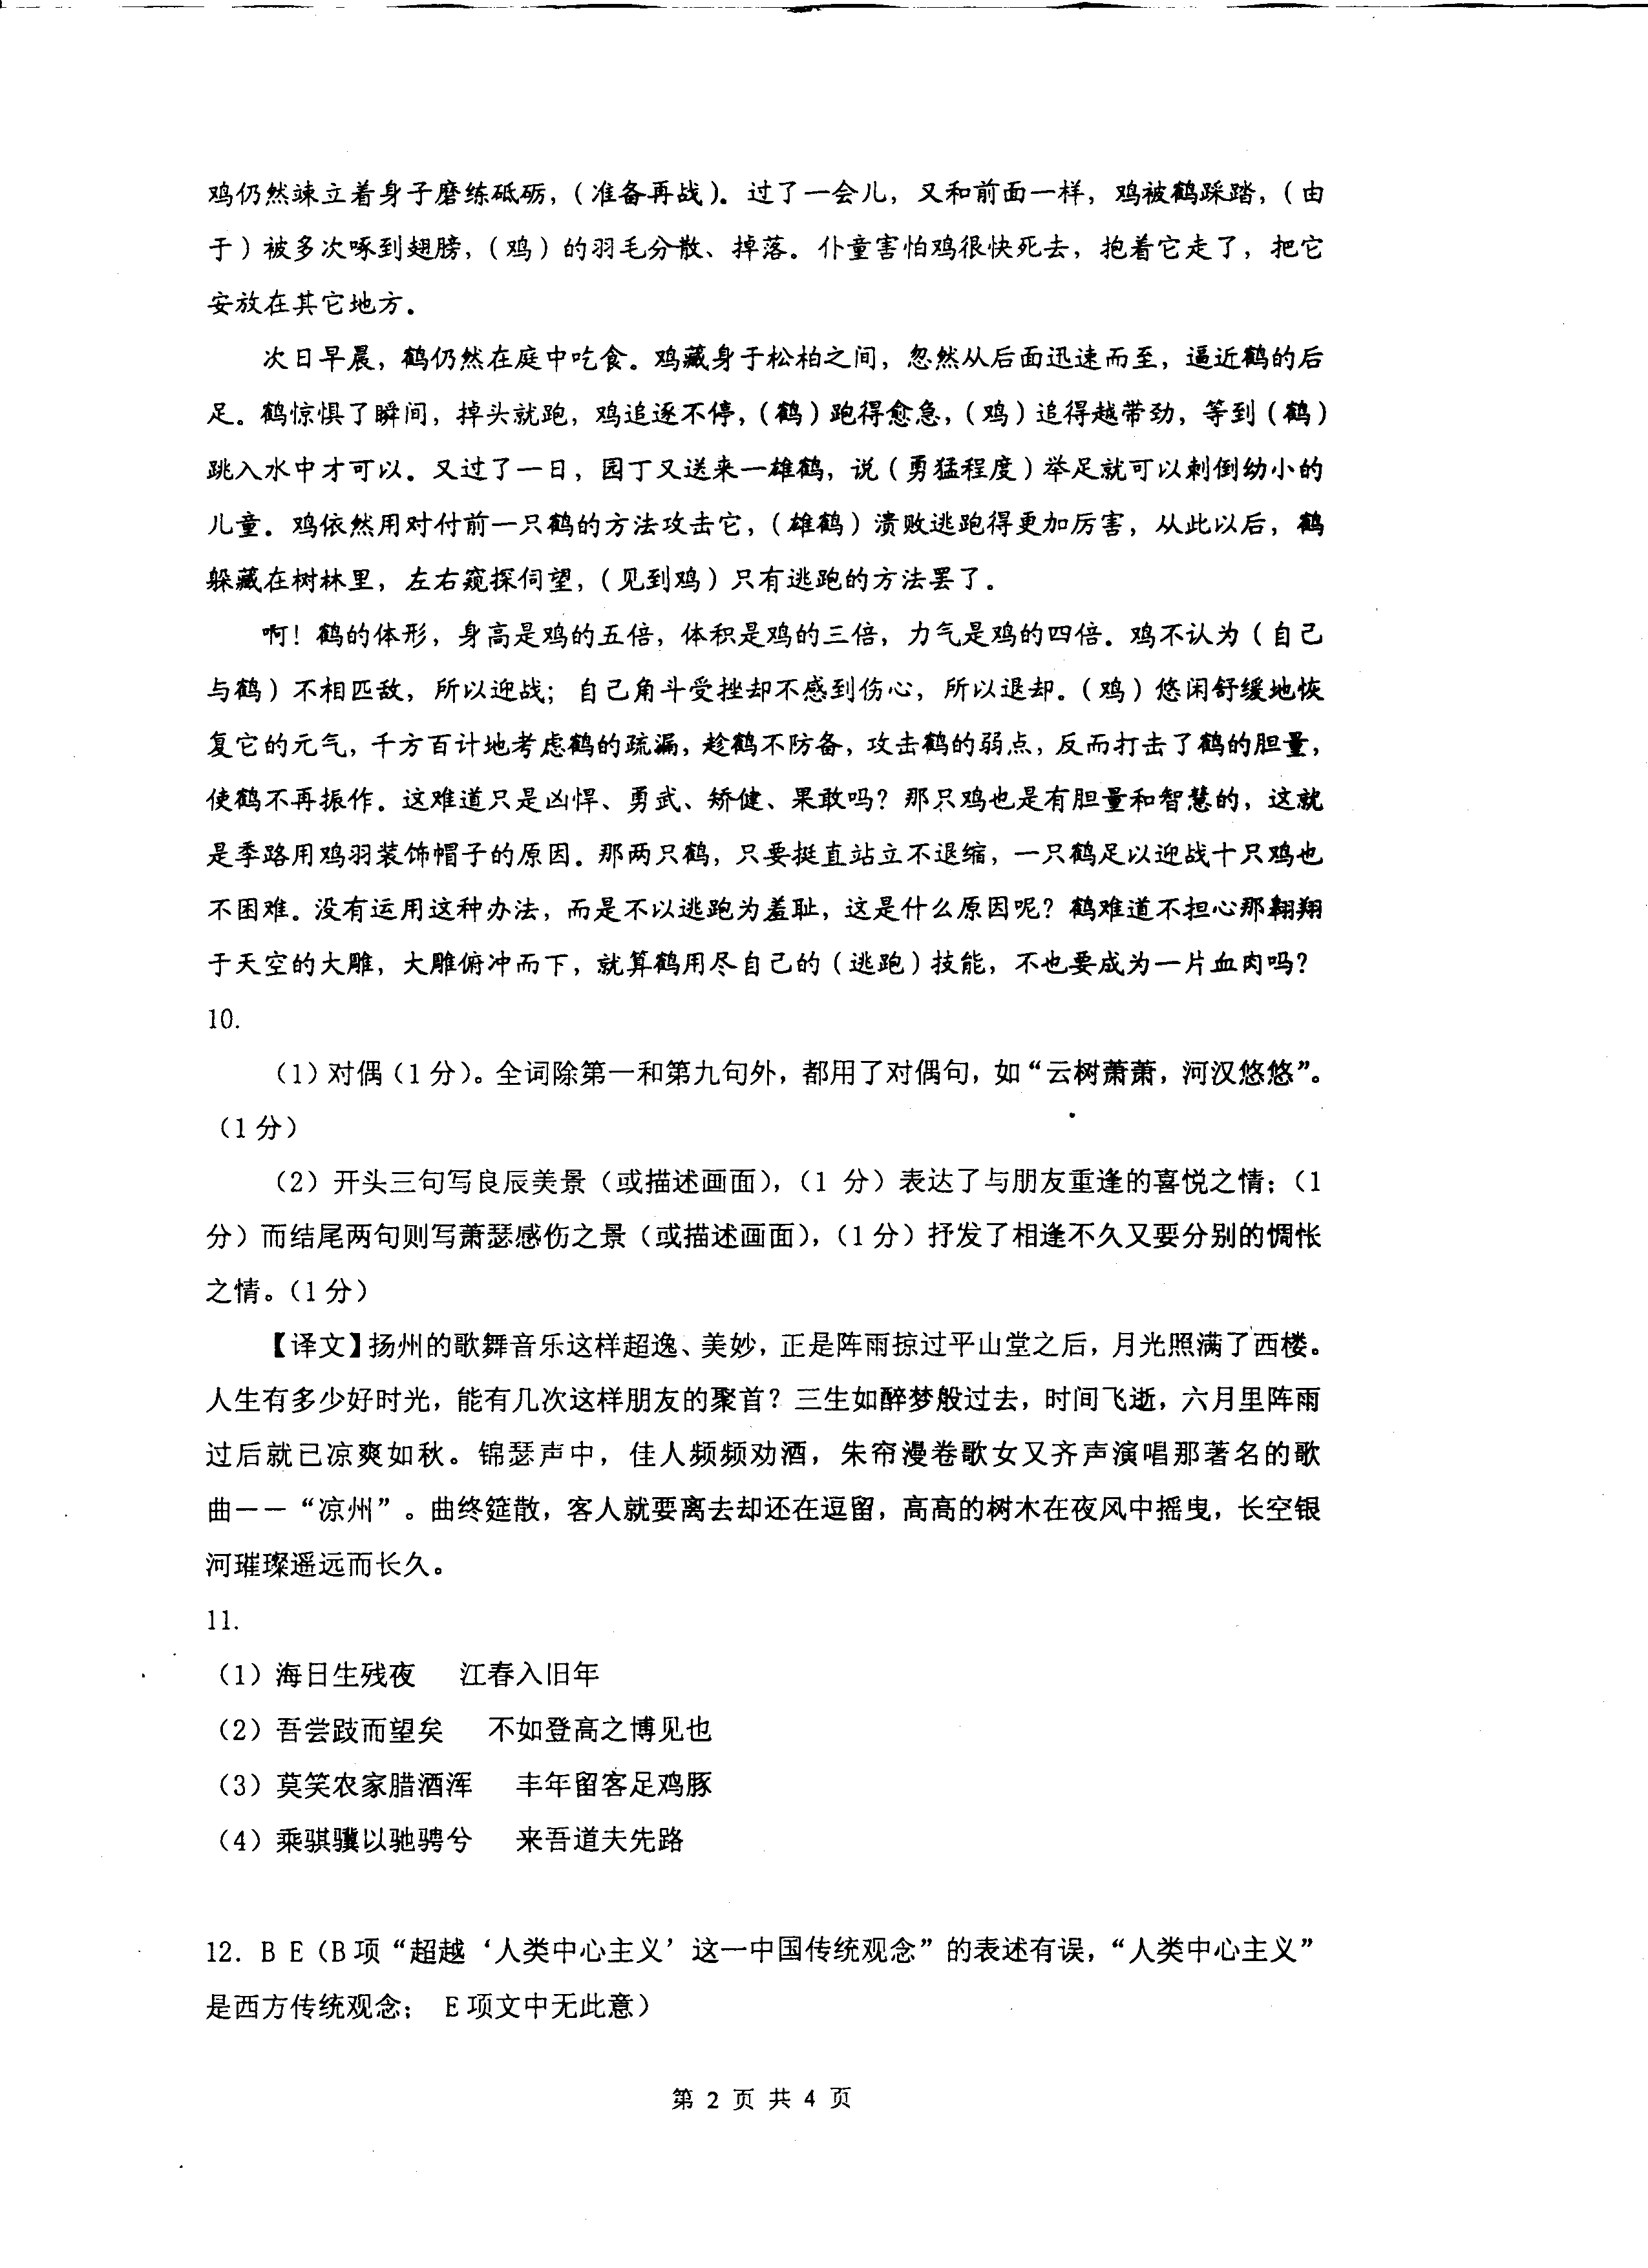 鸡仍然竦立着身子磨练砥砺，（准备再战）。过了一会儿，又和前面一样，鸡被鹤踩踏，（由
于）被多次啄到翅膀，（鸡）的羽毛分散、掉落。仆童害怕鸡很快死去，抱着它走了，把它
安放在其它地方。
次日早晨，鹤仍然在庭中吃食。鸡藏身于松柏之间，忽然从后面迅速而至，逼近鹤的后
足。鹤惊惧了瞬间，掉头就跑，鸡追逐不停，（鹤）跑得愈急，（鸡）追得越带劲，等到（鹤）
跳入水中才可以。又过了一日，园丁又送来一雄鹤，说（勇猛程度）举足就可以刺倒幼小的
儿童。鸡依然用对付前一只鹤的方法攻击它，（雄鹤）溃败逃跑得更加厉害，从此以后，鹤
躲藏在树林里，左右窥探伺望，（见到鸡）只有逃跑的方法罢了。
啊！鹤的体形，身高是鸡的五倍，体积是鸡的三倍，力气是鸡的四倍。鸡不认为（自己
与鹤）不相匹敌，所以迎战；自己角斗受挫却不感到伤心，所以退却。（鸡）悠闲舒缓地恢
复它的元气，千方百计地考虑鹤的疏漏，趁鹤不防备，攻击鹤的弱点，反而打击了鹤的胆量，
使鹤不再振作。这难道只是凶悍、勇武、矫健、果敢吗？那只鸡也是有胆量和智慧的，这就
是季路用鸡羽装饰帽子的原因。那两只鹤，只要挺直站立不退缩，一只鹤足以迎战十只鸡也
不困难。没有运用这种办法，而是不以逃跑为羞耻，这是什么原因呢？鹤难道不担心那翱翔
于天空的大雕，大雕俯冲而下，就算鹤用尽自己的（逃跑）技能，不也要成为一片血肉吗？
10.
（1）对偶（1 分）。全词除第一和第九句外，都用了对偶句，如“云树萧萧，河汉悠悠”。
（1 分）
（2）开头三句写良辰美景（或描述画面），（1 分）表达了与朋友重逢的喜悦之情；（1
分）而结尾两句则写萧瑟感伤之景（或描述画面），（1 分）抒发了相逢不久又要分别的惆怅
之情。（1 分）
【译文】扬州的歌舞音乐这样超逸、美妙，正是阵雨掠过平山堂之后，月光照满了西楼。
人生有多少好时光，能有几次这样朋友的聚首？三生如醉梦般过去，时间飞逝，六月里阵雨
过后就已凉爽如秋。锦瑟声中，佳人频频劝酒，朱帘漫卷歌女又齐声演唱那著名的歌
曲——“凉州”。曲终筵散，客人就要离去却还在逗留，高高的树木在夜风中摇曳，长空银
河璀璨遥远而长久。
11.
（1）海日生残夜 江春入旧年
（2）吾尝跂而望矣 不如登高之博见也
（3）莫笑农家腊酒浑 丰年留客足鸡豚
（4）乘骐骥以驰骋兮 来吾道夫先路
12. B E（B 项“超越‘人类中心主义’这一中国传统观念”的表述有误，“人类中心主义”
是西方传统观念； E 项文中无此意）
第 2 页 共 4 页